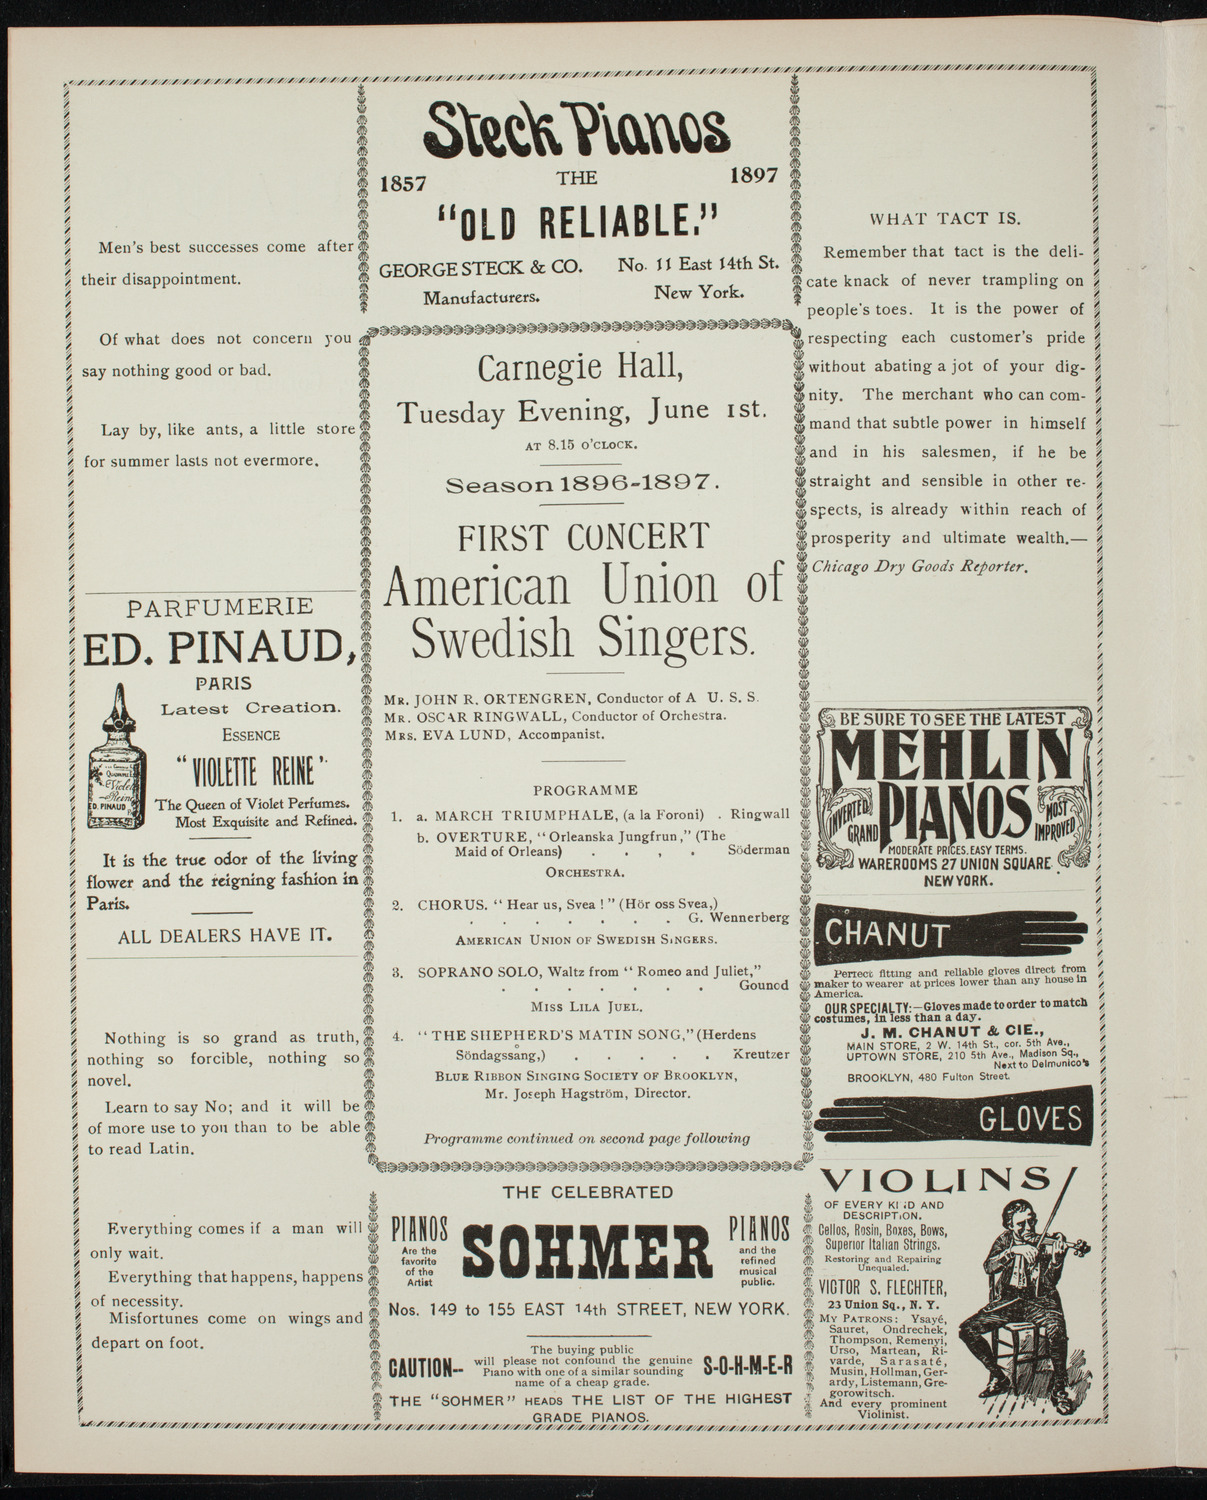 Men's best successes come after
their disappointment.
Of what does not concern you
say nothing good or bad.
Lay by, like ants, a little store
for summer lasts not evermore.
PARFUMERIE
ED. PINAUD,
PARIS
Latest Creation.
ESSENCE
"VIOLETTE REINE"
The Queen of Violet Perfumes.
Most Exquisite and Refined.
ED. PINAUD
It is the true odor of the living
flower and the reigning fashion in
Paris.
ALL DEALERS HAVE IT.
Nothing is so grand as truth,
nothing so forcible, nothing so
novel.
Learn to say No; and it will be
of more use to you than to be able
to read Latin.
Everything comes if a man will
only wait.
Everything that happens, happens
of necessity.
Misfortunes come on wings and
depart on foot.
Steck Pianos
1857 THE 1897
"OLD RELIABLE."
GEORGE STECK & CO. No. 11 East 14th St.
Manufacturers. New York.
Carnegie Hall,
Tuesday Evening, June 1st.
AT 8.15 O'CLOCK.
Season 1896-1897.
FIRST CONCERT
American Union of
Swedish Singers.
MR. JOHN R. ORTENGREN, Conductor of A U. S. S.
MR. OSCAR RINGWALL, Conductor of Orchestra.
MRS. EVA LUND, Accompanist.
PROGRAMME
1. a. MARCH TRIUMPHALE, (a la Foroni) . Ringwall
b. OVERTURE, "Orleanska Jungfrun," (The
Maid of Orleans) . . , . Söderman
ORCHESTRA.
2. CHORUS. "Hear us, Svea!" (Hör oss Svea,)
. . . . . . . G. Wennerberg
AMERICAN UNION OF SWEDISH SINGERS.
3. SOPRANO SOLO, Waltz from "Romeo and Juliet,"
. . . . . . . Gounod
MISS LILA JUEL.
4. "THE SHEPHERD'S MATIN SONG," (Herdens
Söndagssång,) . . . . . Kreutzer
BLUE RIBBON SINGING SOCIETY OF BROOKLYN,
Mr. Joseph Hagström, Director.
Programme continued on second page following
THE CELEBRATED
PIANOS SOHMER PIANOS
Are the
favorite
of the
Artist
and the
refined
musical
public.
Nos. 149 to 155 EAST 14th STREET, NEW YORK.
CAUTION-- The buying public
will please not confound the genuine
Piano with one of a similar sounding
name of a cheap grade. S-O-H-M-E-R
THE "SOHMER" HEADS THE LIST OF THE HIGHEST
GRADE PIANOS.
WHAT TACT IS.
Remember that tact is the deli-
cate knack of never trampling on
people's toes. It is the power of
respecting each customer's pride
without abating a jot of your dig-
nity. The merchant who can com-
mand that subtle power in himself
and in his salesmen, if he be
straight and sensible in other re-
spects, is already within reach of
prosperity and ultimate wealth.—
Chicago Dry Goods Reporter.
BE SURE TO SEE THE LATEST
MEHLIN
PIANOS
INVERTED
GRAND
MOST
IMPROVED
MODERATE PRICES, EASY TERMS.
WAREROOMS 27 UNION SQUARE
NEW YORK.
CHANUT
Perfect fitting and reliable gloves direct from
maker to wearer at prices lower than any house in
America.
OUR SPECIALTY:—Gloves made to order to match
costumes, in less than a day.
J. M. CHANUT & CIE.,
MAIN STORE, 2 W. 14th St., cor. 5th Ave.,
UPTOWN STORE, 210 5th Ave., Madison Sq.,
Next to Delmunico's
BROOKLYN, 480 Fulton Street.
GLOVES
VIOLINS
OF EVERY KIND AND
DESCRIPTION.
Cellos, Rosin, Boxes, Bows,
Superior Italian Strings.
Restoring and Repairing
Unequaled.
VICTOR S. FLECHTER,
23 Union Sq., N. Y.
MY PATRONS: Ysayé,
Sauret, Ondrechek,
Thompson, Remenyi,
Urso, Martean, Ri-
varde, Sarasaté,
Musin, Hollman, Ger-
ardy, Listemann, Gre-
gorowitsch.
And every prominent
Violinist.